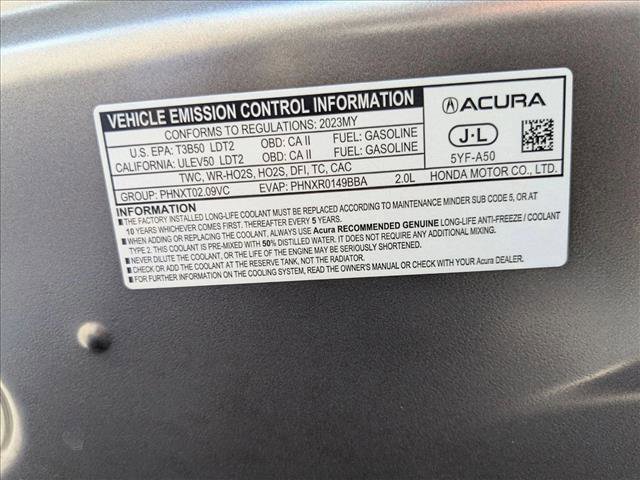 VEHICLE EMISSION CONTROL INFORMATION
CONFORMS TO REGULATIONS: 2023MY
U.S. EPA: T3B50 LDT2 OBD: CA II FUEL: GASOLINE
CALIFORNIA: ULEV50 LDT2 OBD: CA II FUEL: GASOLINE
TWC, WR-HO2S, HO2S, DFI, TC, CAC
GROUP: PHNXT02.09VC EVAP: PHNXR0149BBA 2.0L
ACURA
J-L
5YF-A50
HONDA MOTOR CO., LTD.
INFORMATION
■ THE FACTORY INSTALLED LONG-LIFE COOLANT MUST BE REPLACED ACCORDING TO MAINTENANCE MINDER SUB CODE 5, OR AT
10 YEARS WHICHEVER COMES FIRST. THEREAFTER EVERY 5 YEARS.
■ WHEN ADDING OR REPLACING THE COOLANT, ALWAYS USE Acura RECOMMENDED GENUINE LONG-LIFE ANTI-FREEZE / COOLANT
TYPE 2. THIS COOLANT IS PRE-MIXED WITH 50% DISTILLED WATER. IT DOES NOT REQUIRE ANY ADDITIONAL MIXING.
■ NEVER DILUTE THE COOLANT, OR THE LIFE OF THE ENGINE MAY BE SERIOUSLY SHORTENED.
■ CHECK OR ADD THE COOLANT AT THE RESERVE TANK, NOT THE RADIATOR.
■ FOR FURTHER INFORMATION ON THE COOLING SYSTEM, READ THE OWNER'S MANUAL OR CHECK WITH YOUR Acura DEALER.